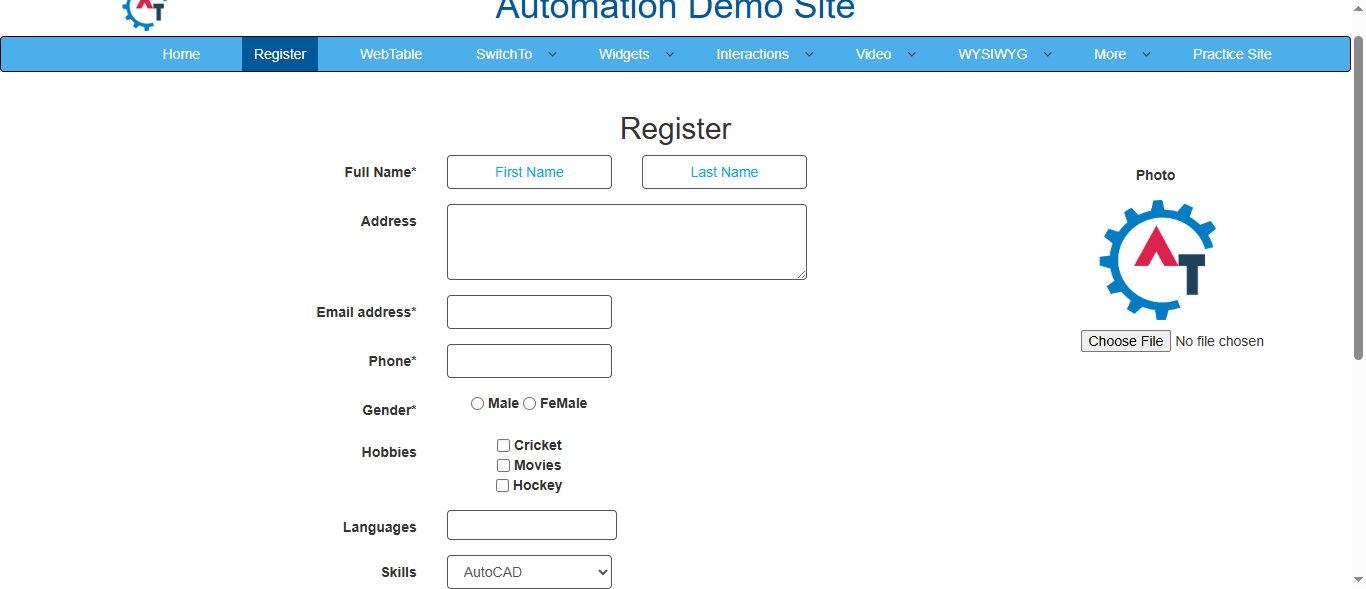 Automation Demo Site
Home Register WebTable SwitchTo Widgets Interactions Video WYSIWYG More Practice Site
Register
Full Name* First Name Last Name
Photo
Address
AT
Email address*
Choose File No file chosen
Phone*
Gender* Male FeMale
Hobbies Cricket
Movies
Hockey
Languages
Skills AutoCAD